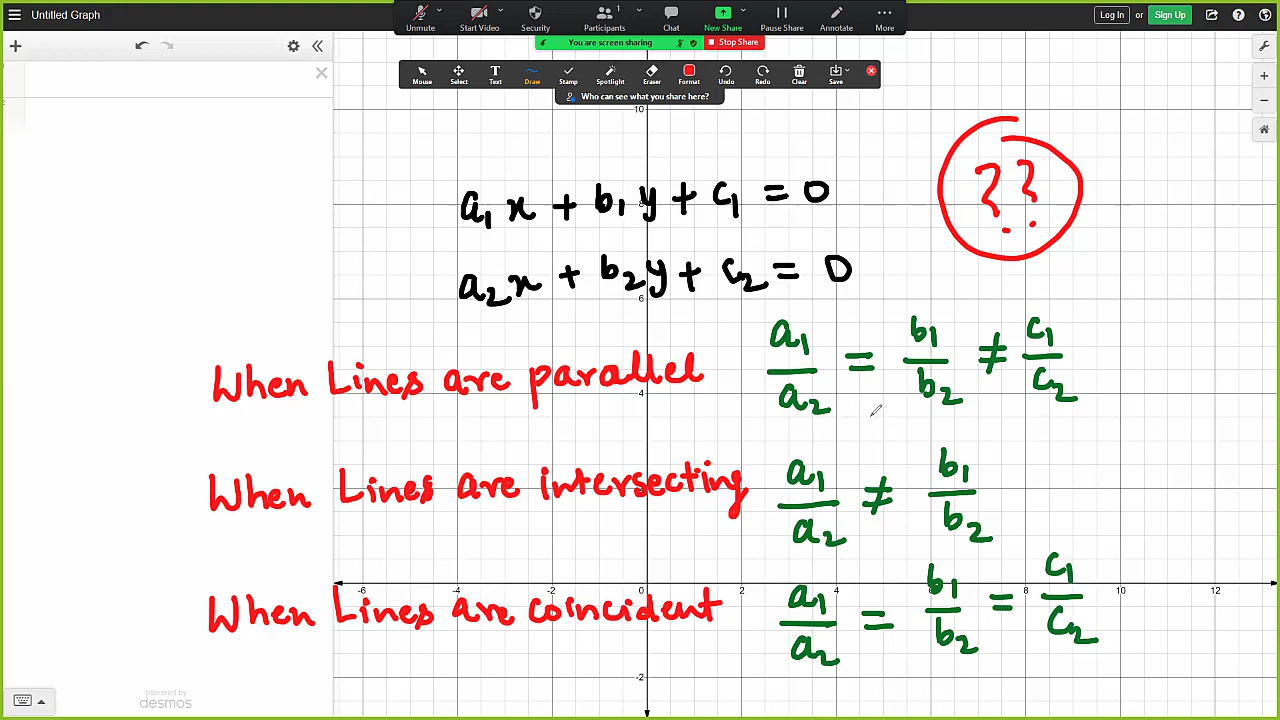 Untitled Graph
Unmute
Start Video
Security
Participants 1
Chat
New Share
Pause Share
Annotate
More
Log In or Sign Up
You are screen sharing
Stop Share
Mouse
Select
Text
Draw
Stamp
Spotlight
Eraser
Format
Undo
Redo
Clear
Save
Who can see what you share here?
10
8
6
4
-2
-6 -4 -2 0 2 4 6 8 10 12
a₁x + b₁y + c₁ = 0
??
a₂x + b₂y + c₂ = 0
When Lines are parallel a₁/a₂ = b₁/b₂ ≠ c₁/c₂
When Lines are intersecting a₁/a₂ ≠ b₁/b₂
When Lines are coincident a₁/a₂ = b₁/b₂ = c₁/c₂
powered by
desmos